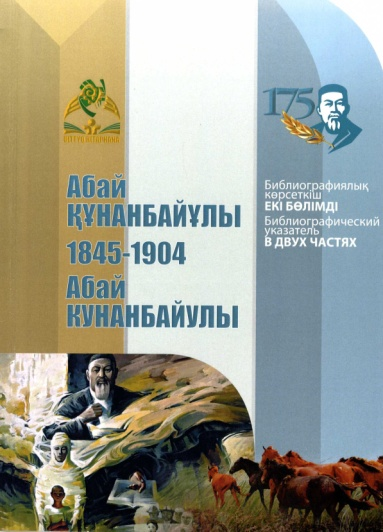 175
Абай
ҚҰНАНБАЙҰЛЫ
1845-1904
Абай
КУНАНБАЙУЛЫ
Библиографиялық
көрсеткіш
ЕКІ БӨЛІМДІ
Библиографический
указатель
В ДВУХ ЧАСТЯХ